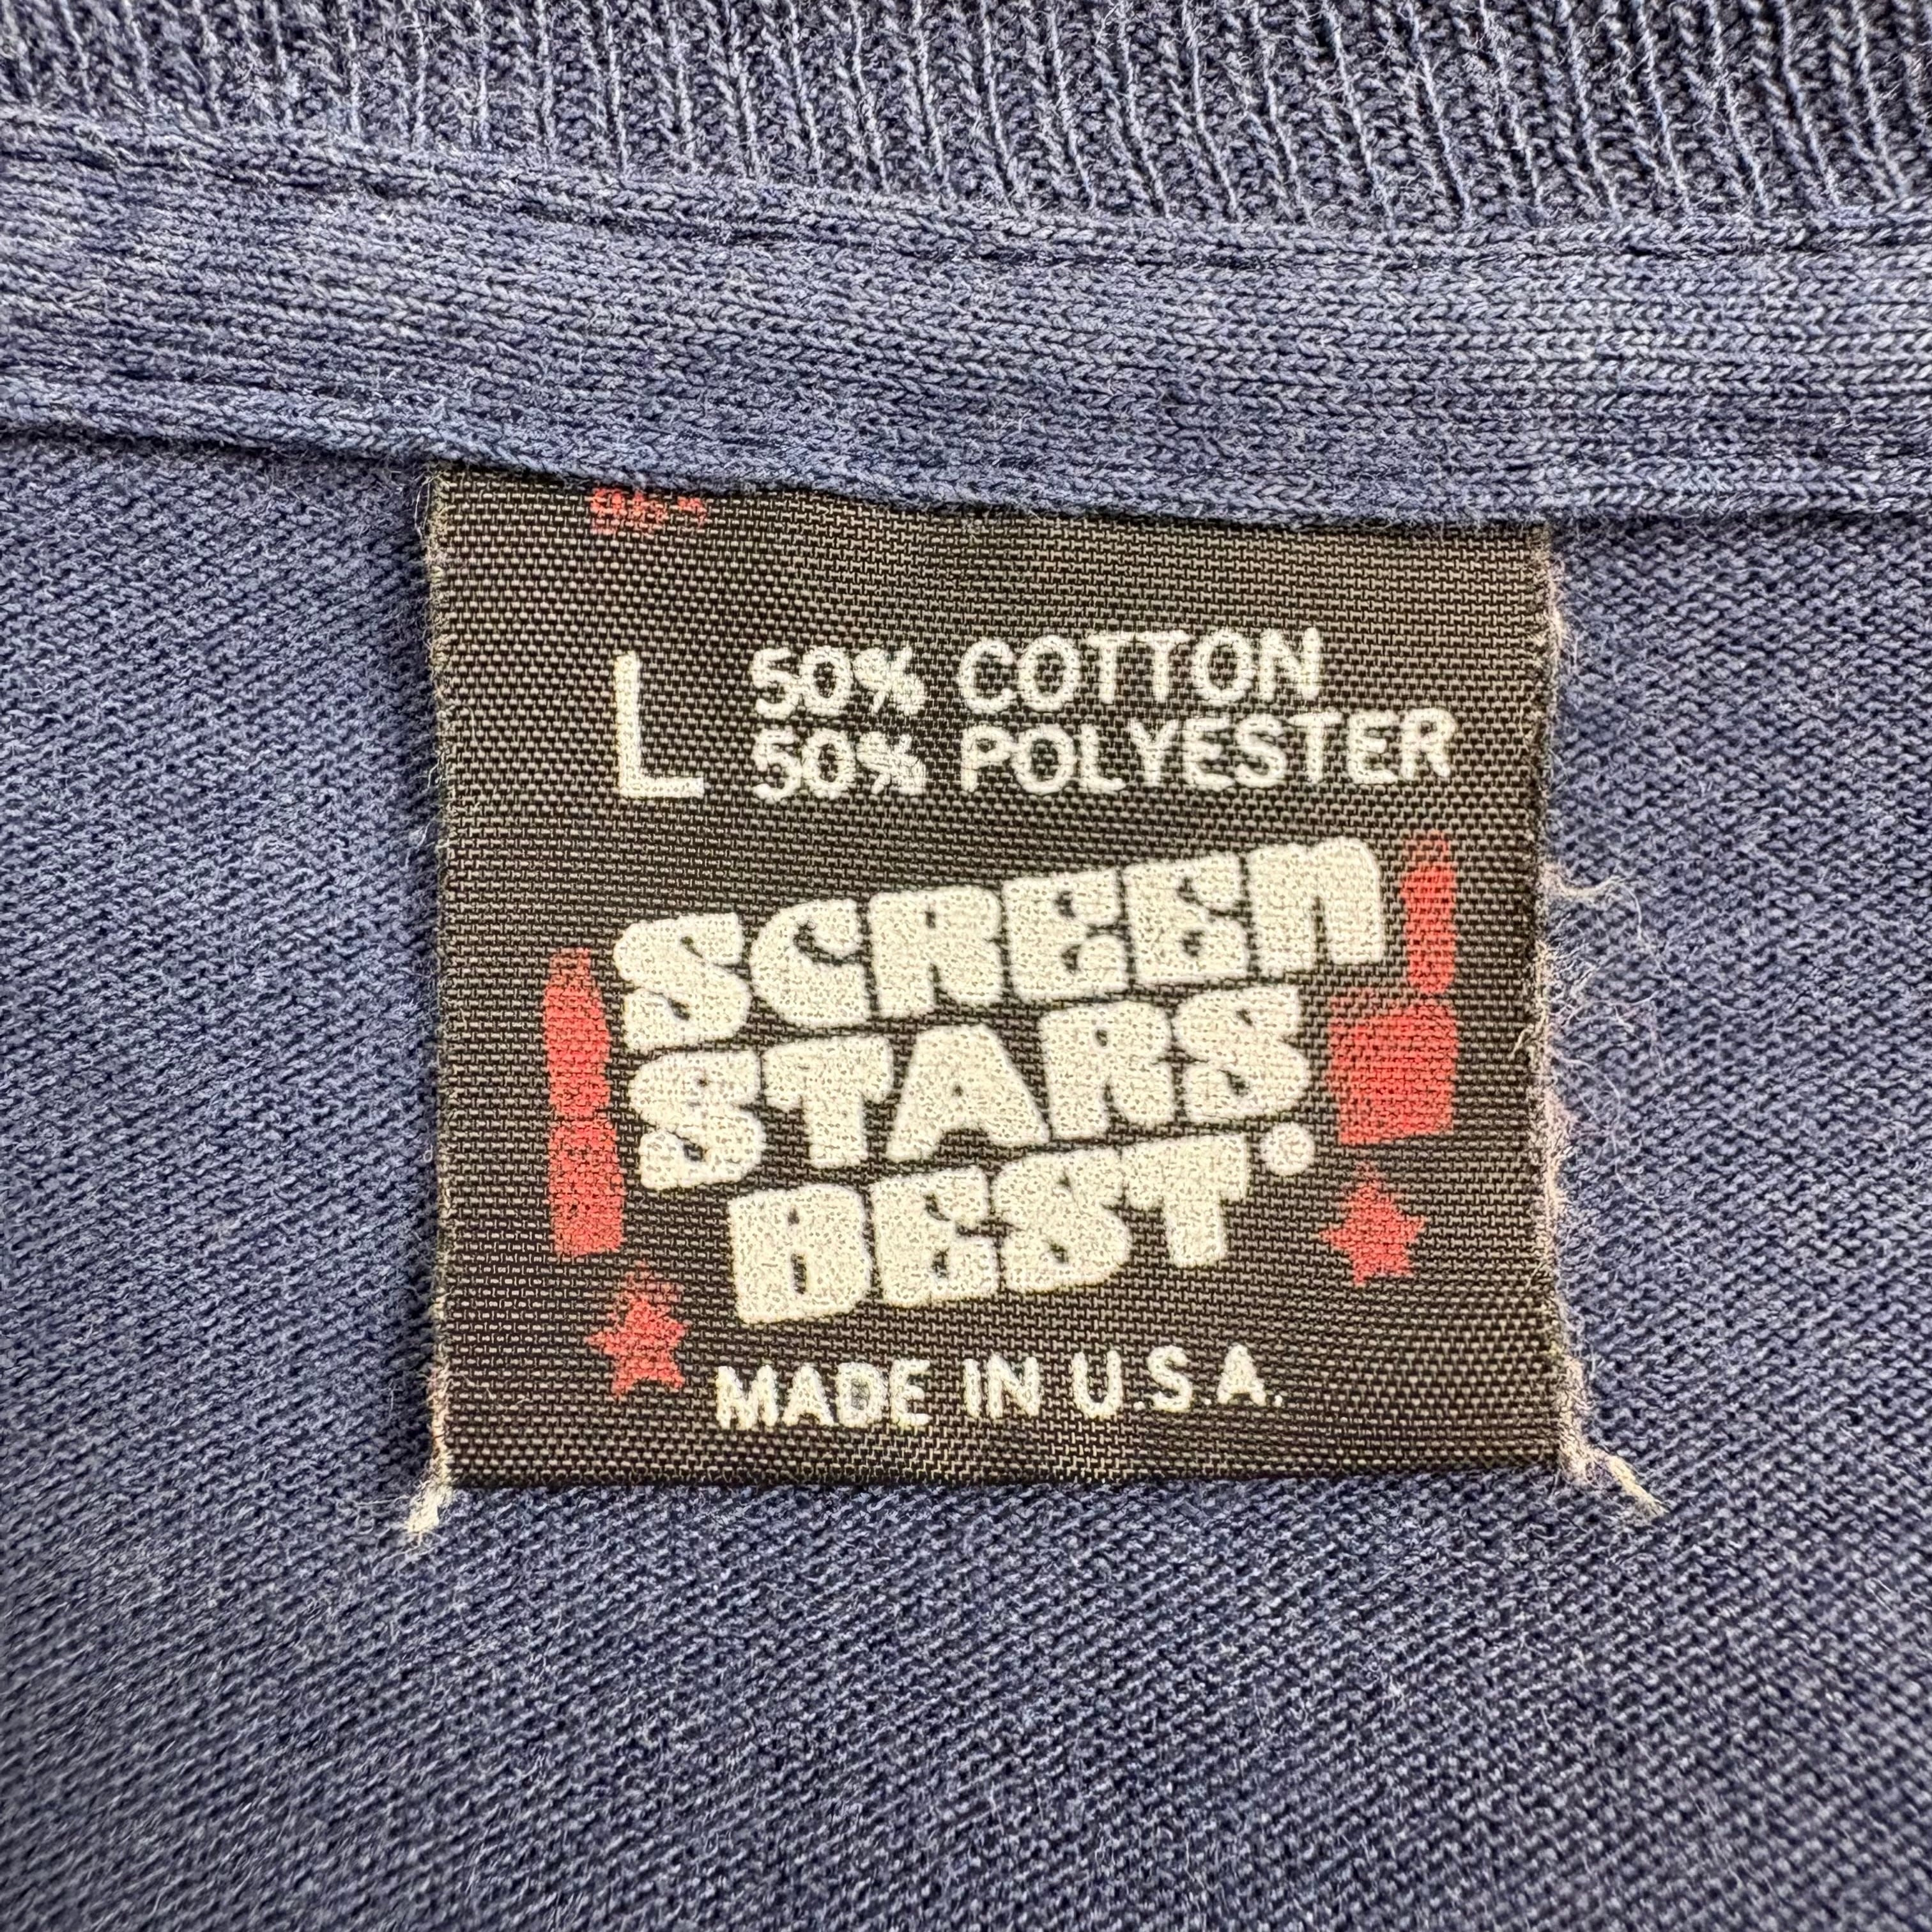 L 50% COTTON
50% POLYESTER
SCREEN
STARS
BEST
MADE IN U.S.A.